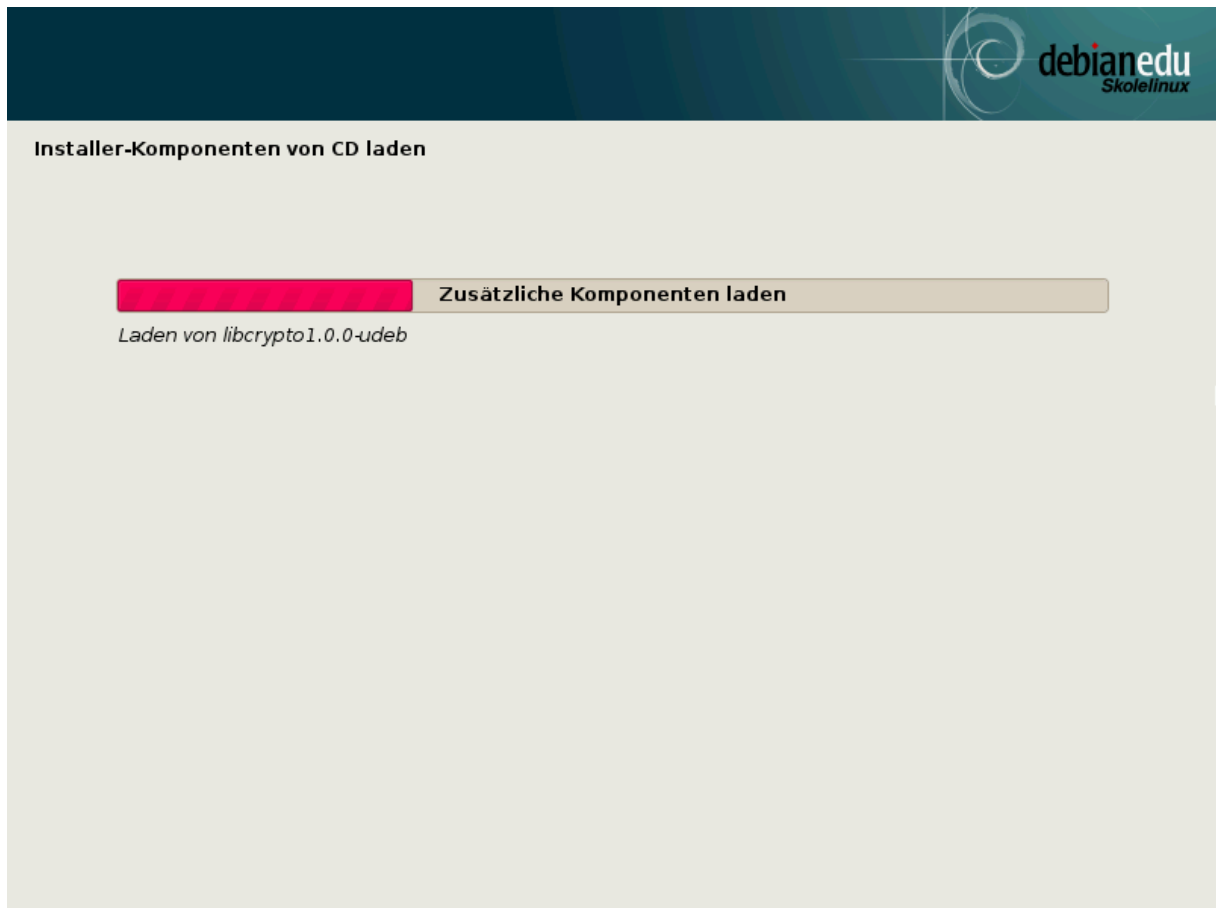 debianedu
Skolelinux
Installer-Komponenten von CD laden
Zusätzliche Komponenten laden
Laden von libcrypto1.0.0-udeb